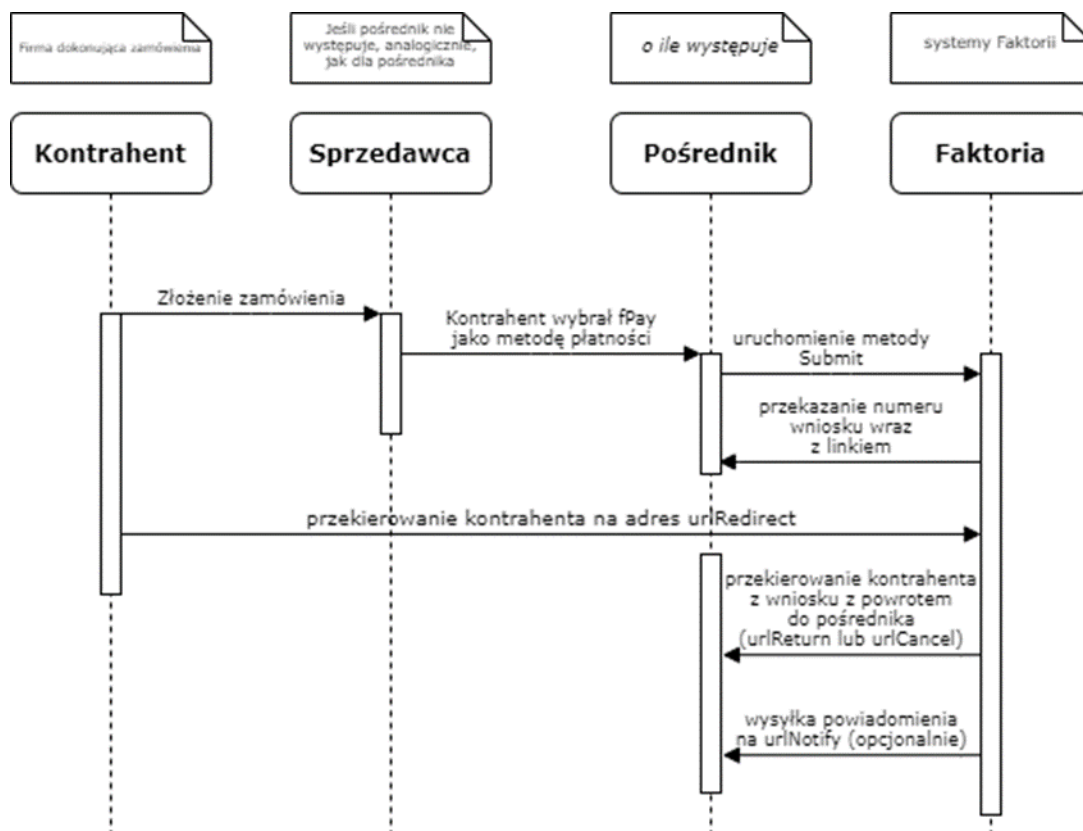 Firma dokonująca zamówienia
Jeśli pośrednik nie
występuje, analogicznie,
jak dla pośrednika
o ile występuje
systemy Faktorii
Kontrahent
Sprzedawca
Pośrednik
Faktoria
Złożenie zamówienia
Kontrahent wybrał fPay
jako metodę płatności
uruchomienie metody
Submit
przekazanie numeru
wniosku wraz
z linkiem
przekierowanie kontrahenta na adres urlRedirect
przekierowanie kontrahenta
z wniosku z powrotem
do pośrednika
(urlReturn lub urlCancel)
wysyłka powiadomienia
na urlNotify (opcjonalnie)